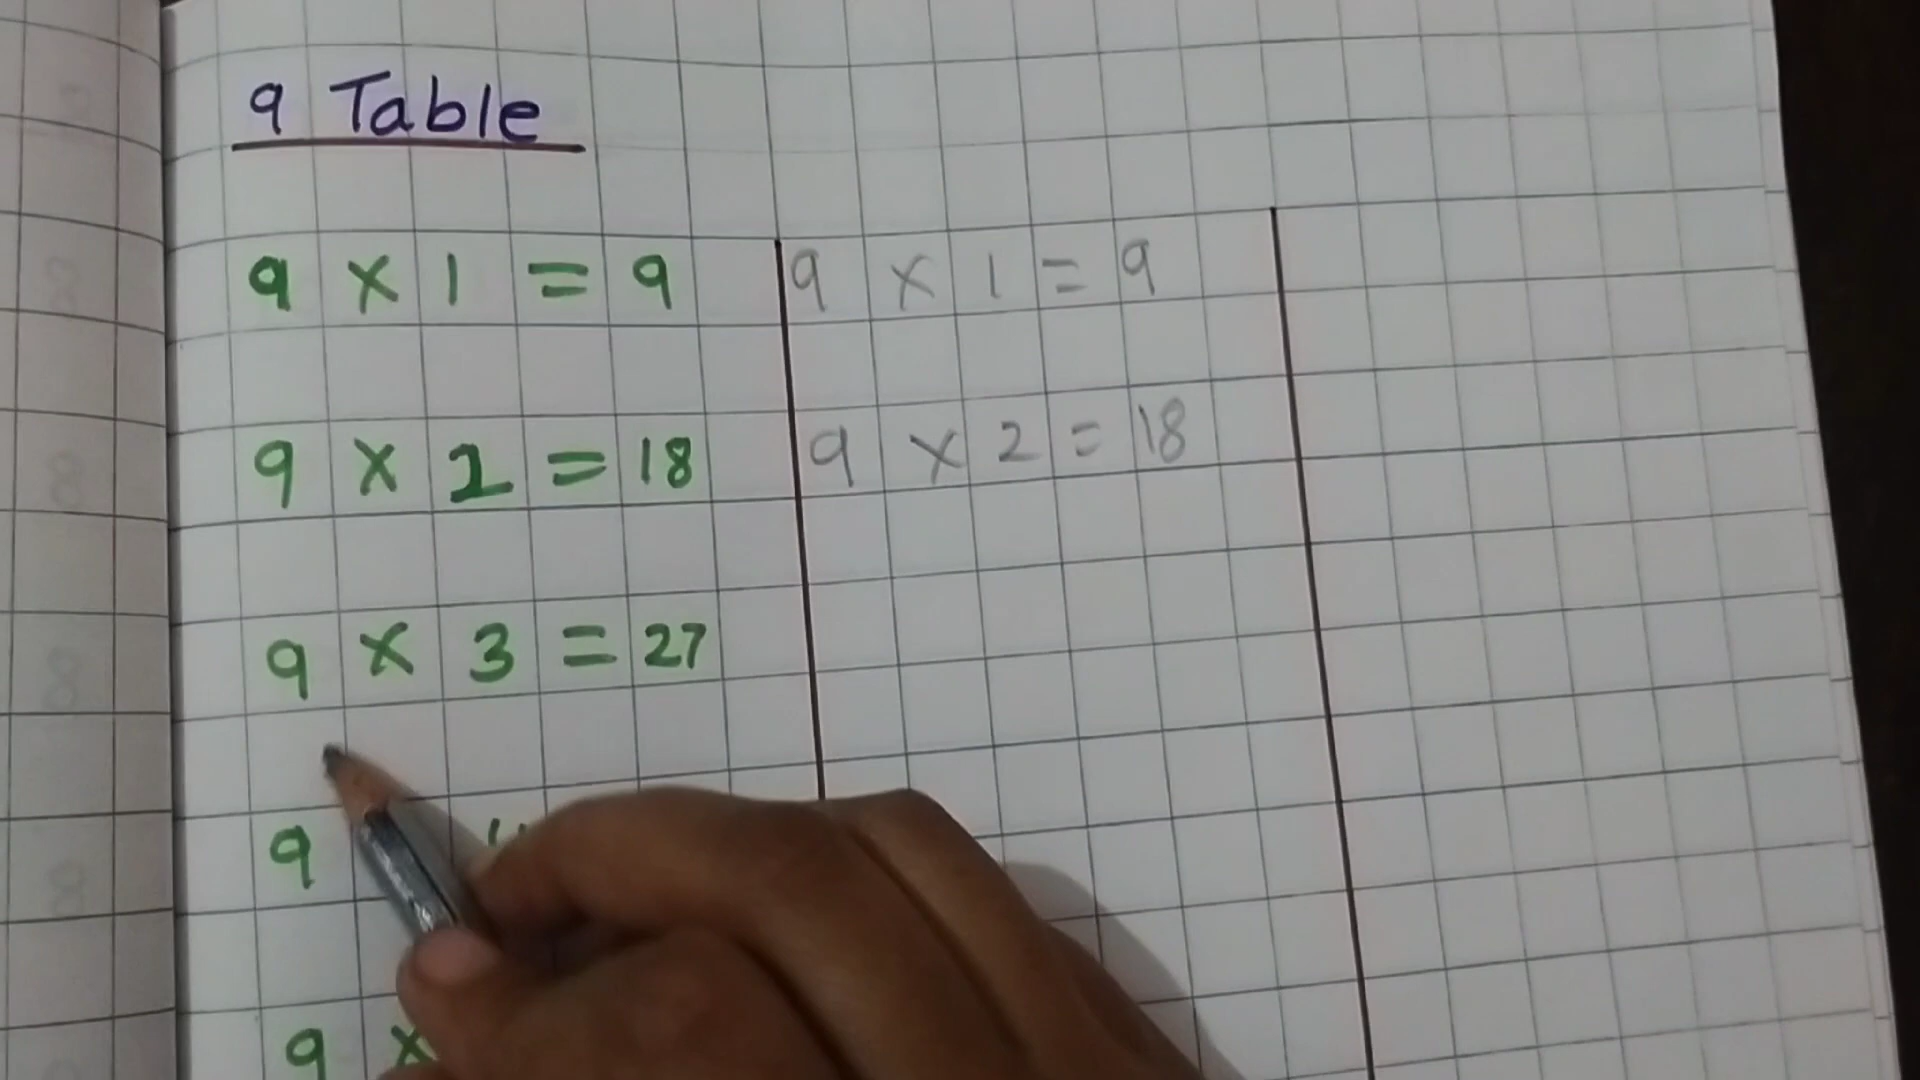 9 Table
9 × 1 = 9 9 × 1 = 9
9 × 2 = 18 9 × 2 = 18
9 × 3 = 27
9
9 ×